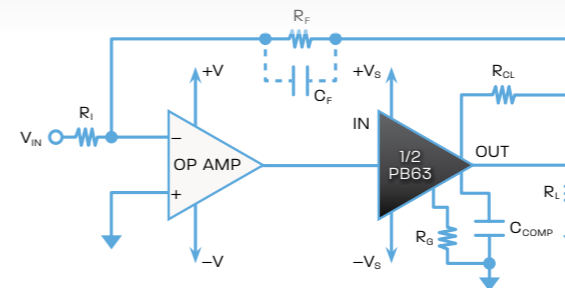 R_F
+V
C_F
+V_S
R_CL
R_I
V_IN
−
IN
OP AMP
1/2
PB63
OUT
+
R_L
R_G
C_COMP
−V
−V_S